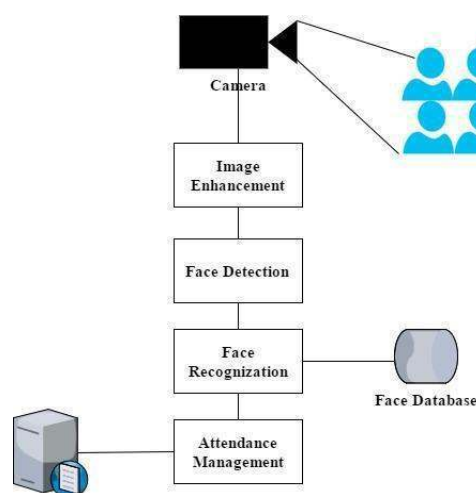 Camera
Image
Enhancement
Face Detection
Face
Recognization
Face Database
Attendance
Management